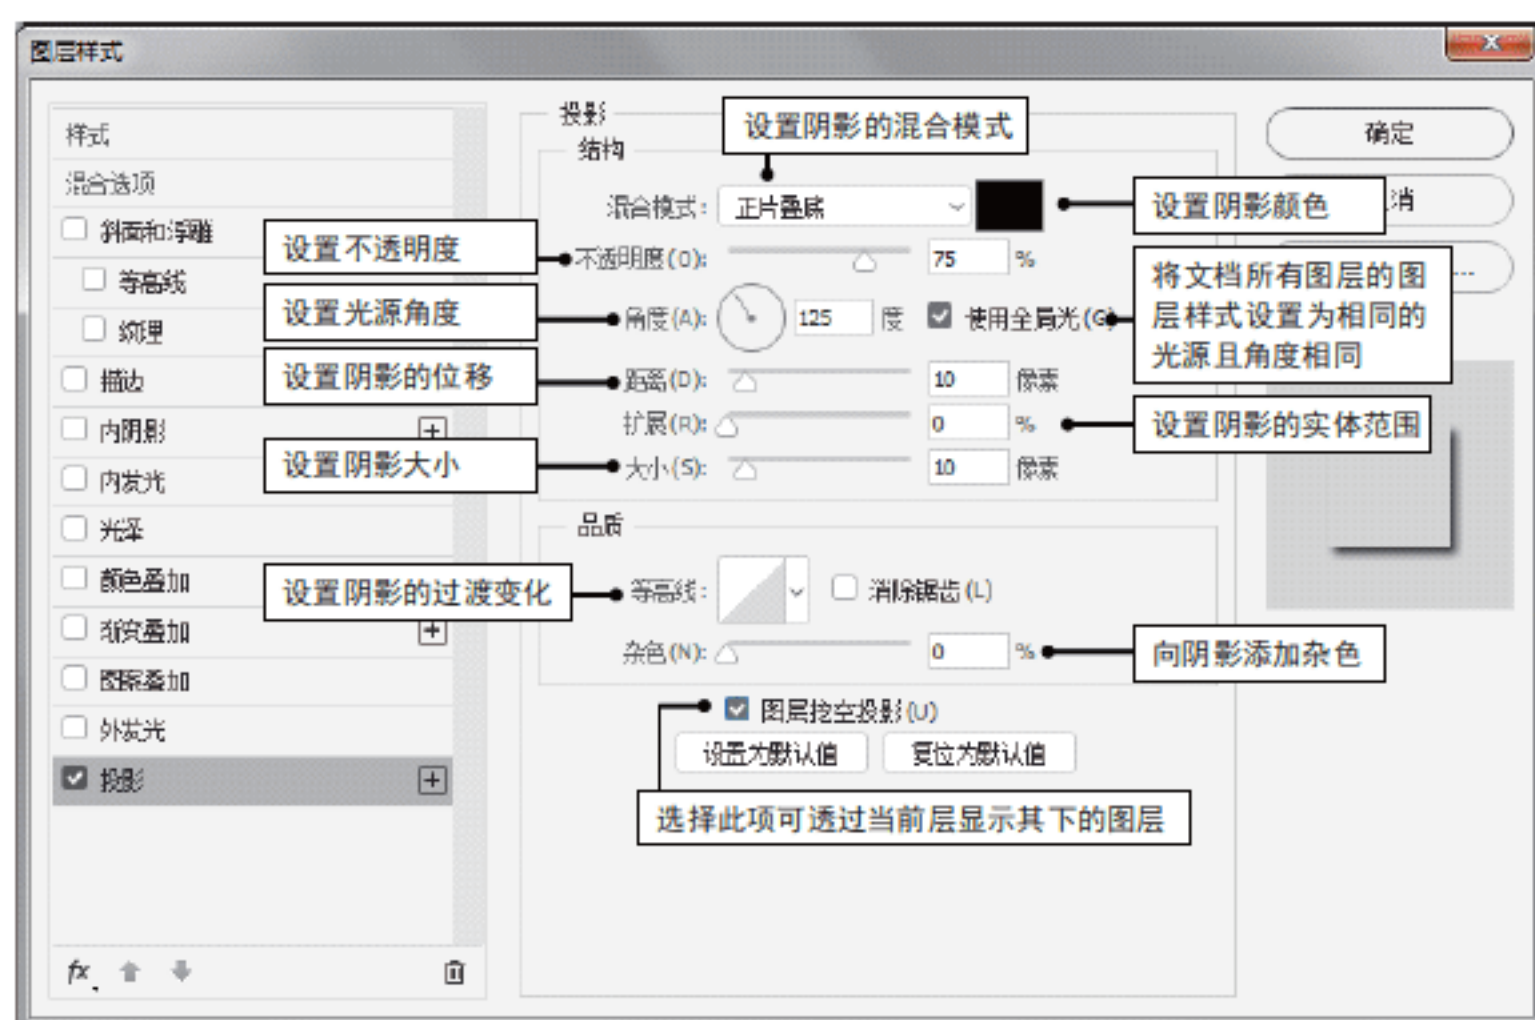 图层样式
样式
混合选项
斜面和浮雕
等高线
纹理
描边
内阴影
内发光
光泽
颜色叠加
渐变叠加
图案叠加
外发光
投影
fx
投影
结构
设置阴影的混合模式
混合模式: 正片叠底
设置阴影颜色
设置不透明度
不透明度(O): 75 %
设置光源角度
角度(A): 125 度 使用全局光(G
将文档所有图层的图
层样式设置为相同的
光源且角度相同
设置阴影的位移
距离(D): 10 像素
扩展(R): 0 %
设置阴影的实体范围
设置阴影大小
大小(S): 10 像素
品质
设置阴影的过渡变化
等高线: 消除锯齿(L)
杂色(N): 0 %
向阴影添加杂色
图层挖空投影(U)
设置为默认值 复位为默认值
选择此项可透过当前层显示其下的图层
确定
消
...